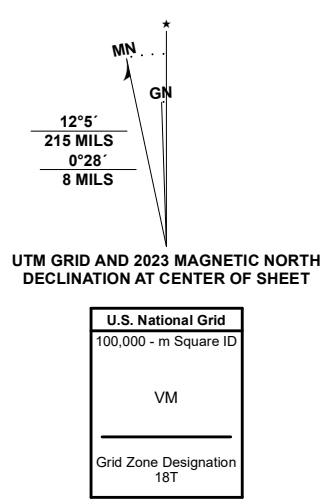 MN
GN
12°5´
215 MILS
0°28´
8 MILS
UTM GRID AND 2023 MAGNETIC NORTH
DECLINATION AT CENTER OF SHEET
U.S. National Grid
100,000 - m Square ID
VM
Grid Zone Designation
18T